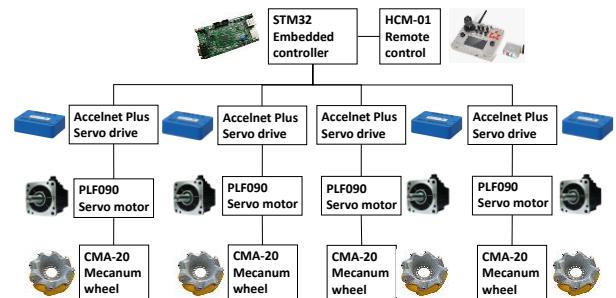 STM32
Embedded
controller
HCM-01
Remote
control
Accelnet Plus
Servo drive
Accelnet Plus
Servo drive
Accelnet Plus
Servo drive
Accelnet Plus
Servo drive
PLF090
Servo motor
PLF090
Servo motor
PLF090
Servo motor
PLF090
Servo motor
CMA-20
Mecanum
wheel
CMA-20
Mecanum
wheel
CMA-20
Mecanum
wheel
CMA-20
Mecanum
wheel